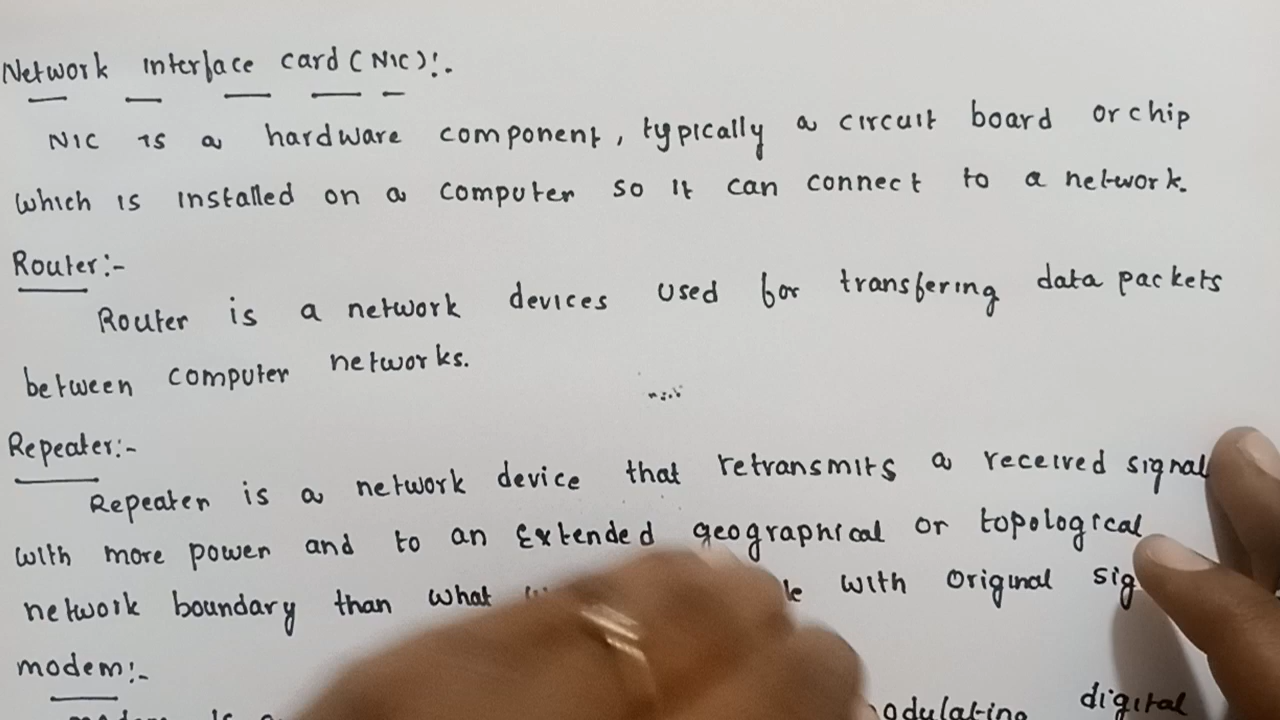 Network Interface card (NIC):-
NIC is a hardware component, typically a circuit board or chip
which is installed on a computer so it can connect to a network.
Router:-
Router is a network devices used for transfering data packets
between computer networks.
Repeater:-
Repeater is a network device that retransmits a received signal
with more power and to an Extended geographical or topological
network boundary than what with original
modem:-
digital